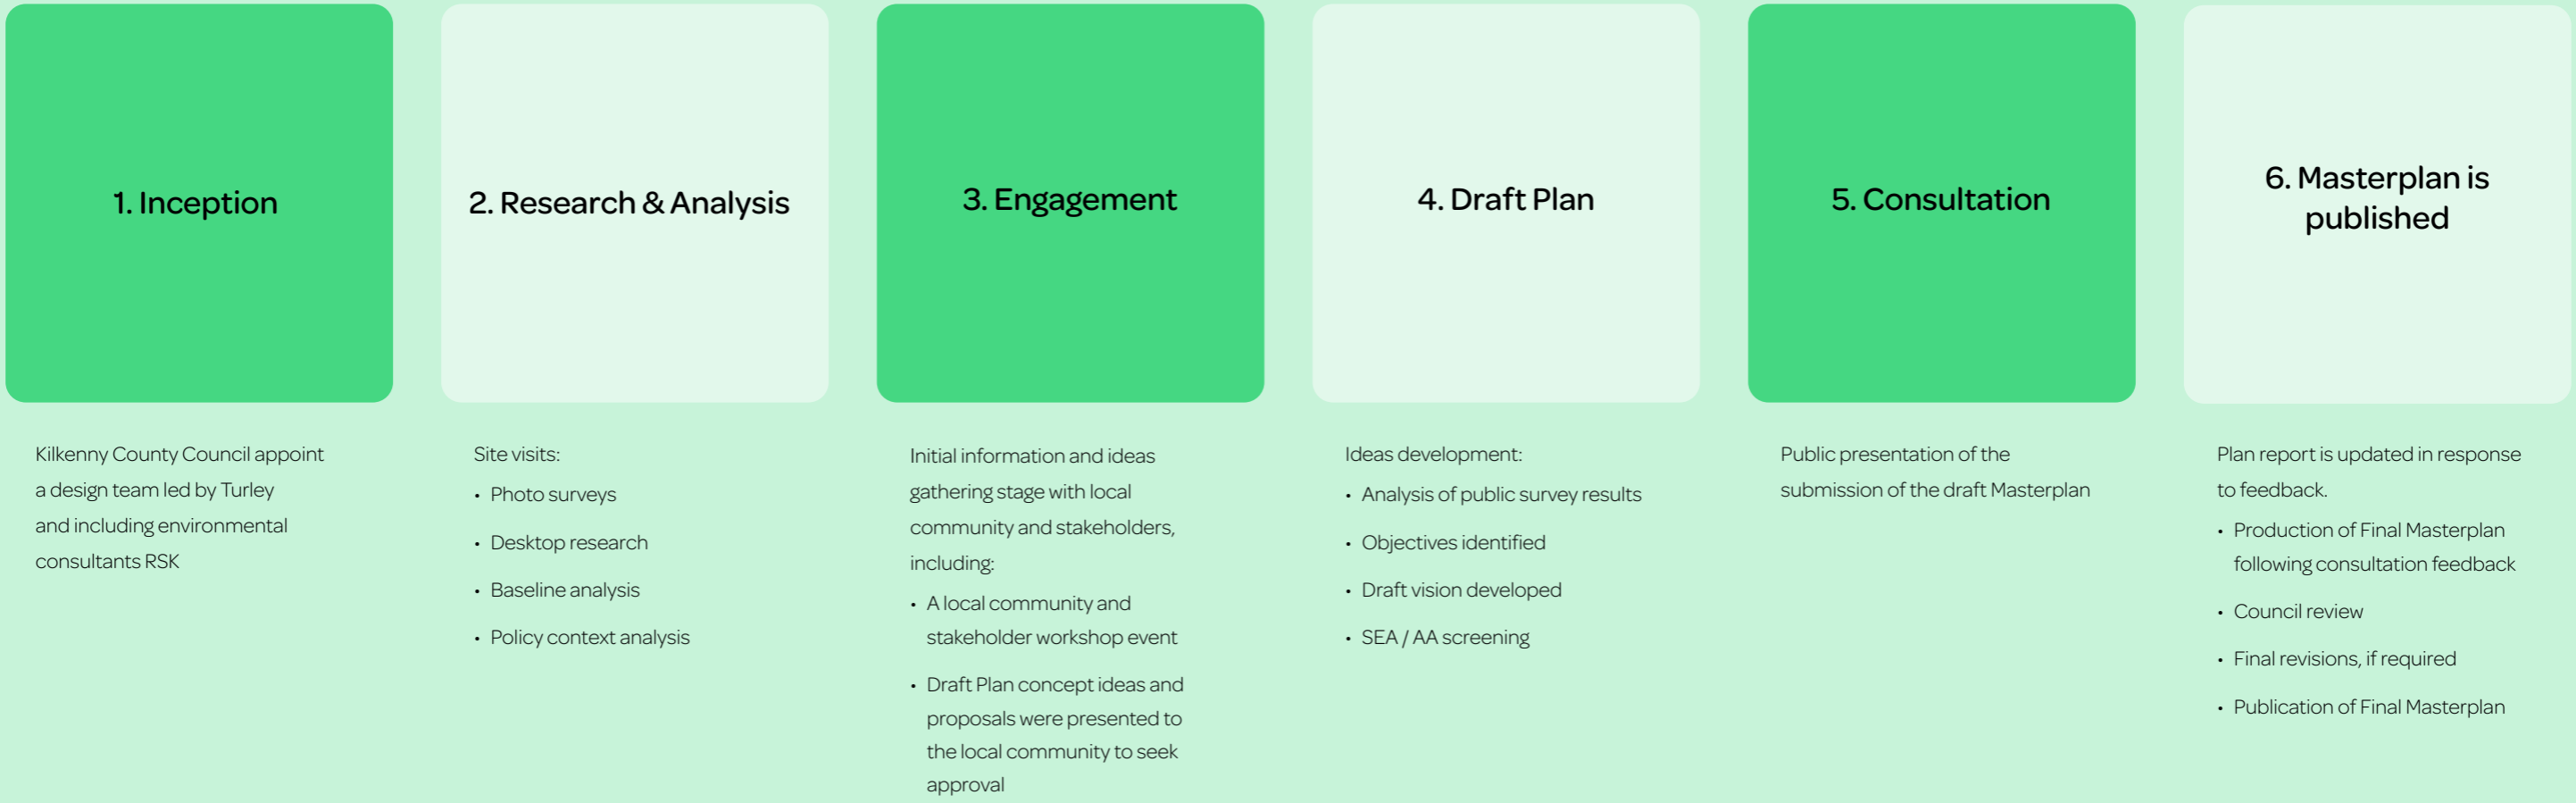 1. Inception
Kilkenny County Council appoint
a design team led by Turley
and including environmental
consultants RSK
2. Research & Analysis
Site visits:
• Photo surveys
• Desktop research
• Baseline analysis
• Policy context analysis
3. Engagement
Initial information and ideas
gathering stage with local
community and stakeholders,
including:
• A local community and
stakeholder workshop event
• Draft Plan concept ideas and
proposals were presented to
the local community to seek
approval
4. Draft Plan
Ideas development:
• Analysis of public survey results
• Objectives identified
• Draft vision developed
• SEA / AA screening
5. Consultation
Public presentation of the
submission of the draft Masterplan
6. Masterplan is
published
Plan report is updated in response
to feedback.
• Production of Final Masterplan
following consultation feedback
• Council review
• Final revisions, if required
• Publication of Final Masterplan